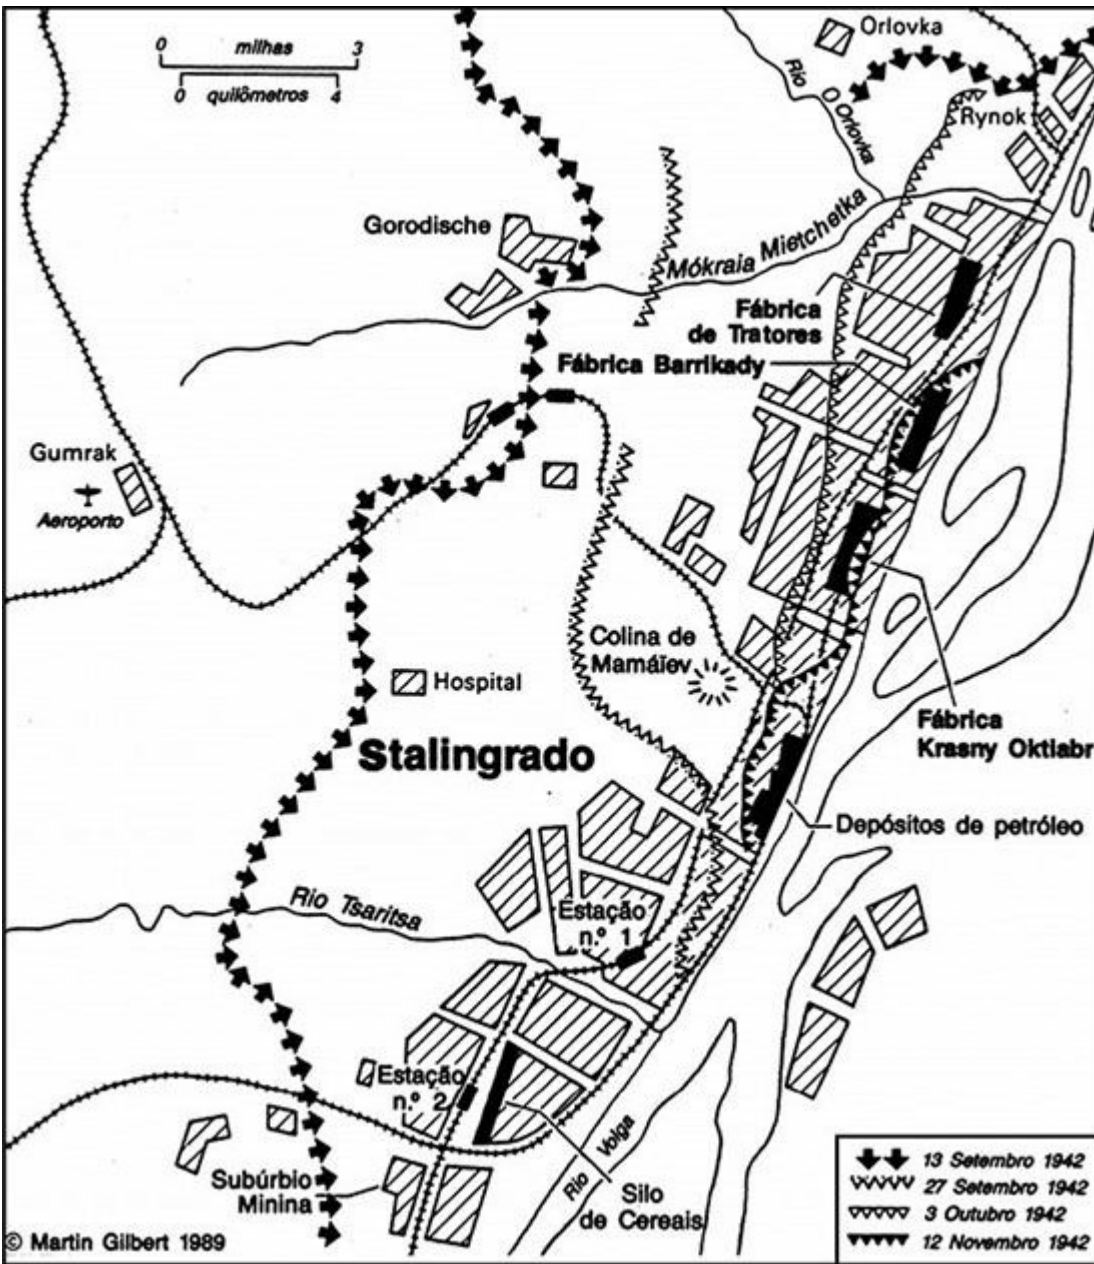 0 milhas 3
0 quilômetros 4
Orlovka
Rio
Orlovka
Rynok
Gorodische
Mókraia Mietchetka
Fábrica
de Tratores
Fábrica Barrikady
Gumrak
Aeroporto
Colina de
Mamáïev
Hospital
Stalingrado
Fábrica
Krasny Oktiabr
Depósitos de petróleo
Rio Tsaritsa
Estação
n.º 1
Estação
n.º 2
Subúrbio
Minina
Silo
de Cereais
Rio Volga
13 Setembro 1942
27 Setembro 1942
3 Outubro 1942
12 Novembro 1942
© Martin Gilbert 1989